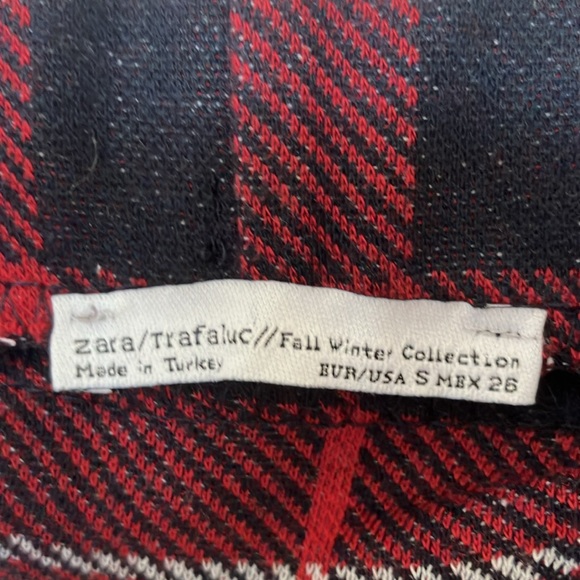 zara/Trafaluc//Fall Winter Collection
Made in Turkey EUR/USA S MEX 26